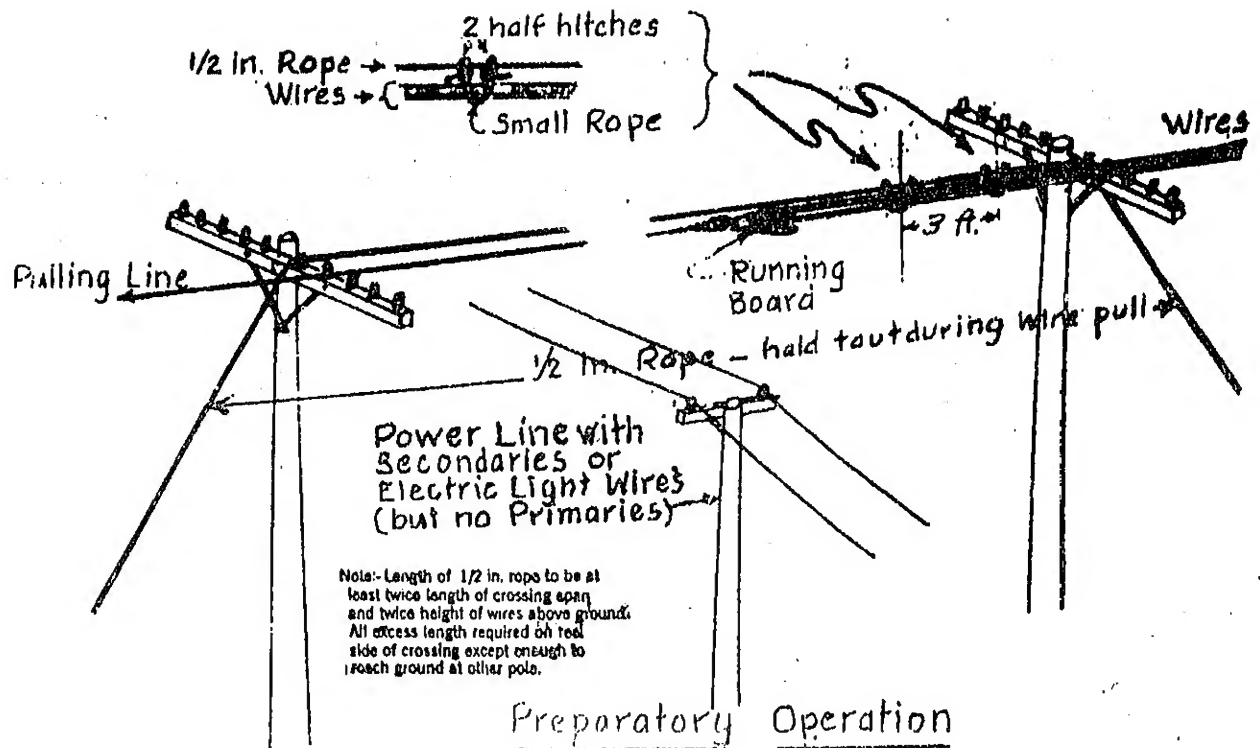 2 half hitches
1/2 in. Rope
Wires
Small Rope
Wires
3 ft.
Pulling Line
Running
Board
1/2 in. Rope - hald taut during wire pull
Power Line with
Secondaries or
Electric Light Wires
(but no Primaries)
Note:- Length of 1/2 in. rope to be at
least twice length of crossing span
and twice height of wires above ground.
All excess length required on reel
side of crossing except enough to
reach ground at other pole.
Preparatory Operation